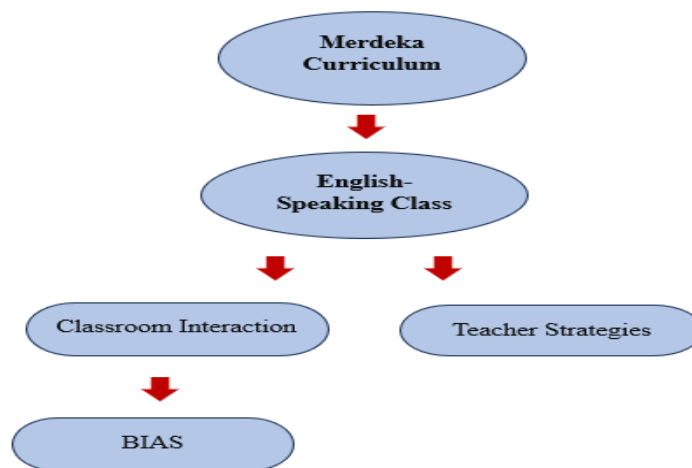 Merdeka
Curriculum
English-
Speaking Class
Classroom Interaction
Teacher Strategies
BIAS